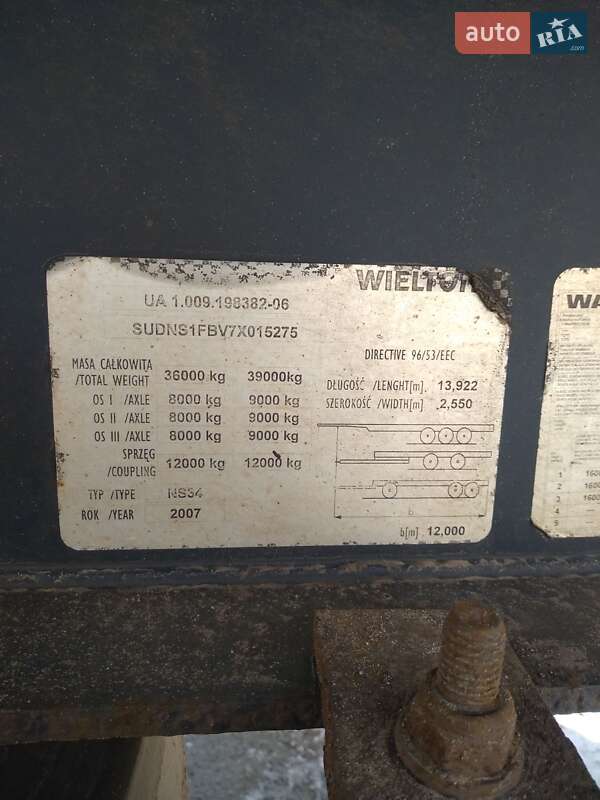 auto RIA .com
WIELTON
UA 1.009.198382-06
SUDNS1FBV7X015275
DIRECTIVE 96/53/EEC
MASA CAŁKOWITA
/TOTAL WEIGHT 36000 kg 39000kg
DŁUGOŚĆ /LENGHT[m]. 13,922
OS I /AXLE 8000 kg 9000 kg
SZEROKOŚĆ /WIDTH[m] 2,550
OS II /AXLE 8000 kg 9000 kg
OS III /AXLE 8000 kg 9000 kg
SPRZĘG
/COUPLING 12000 kg 12000 kg
TYP /TYPE NS34
ROK /YEAR 2007
b
b[m] 12,000
WA
1 1600
2 1600
3 1600
4
5